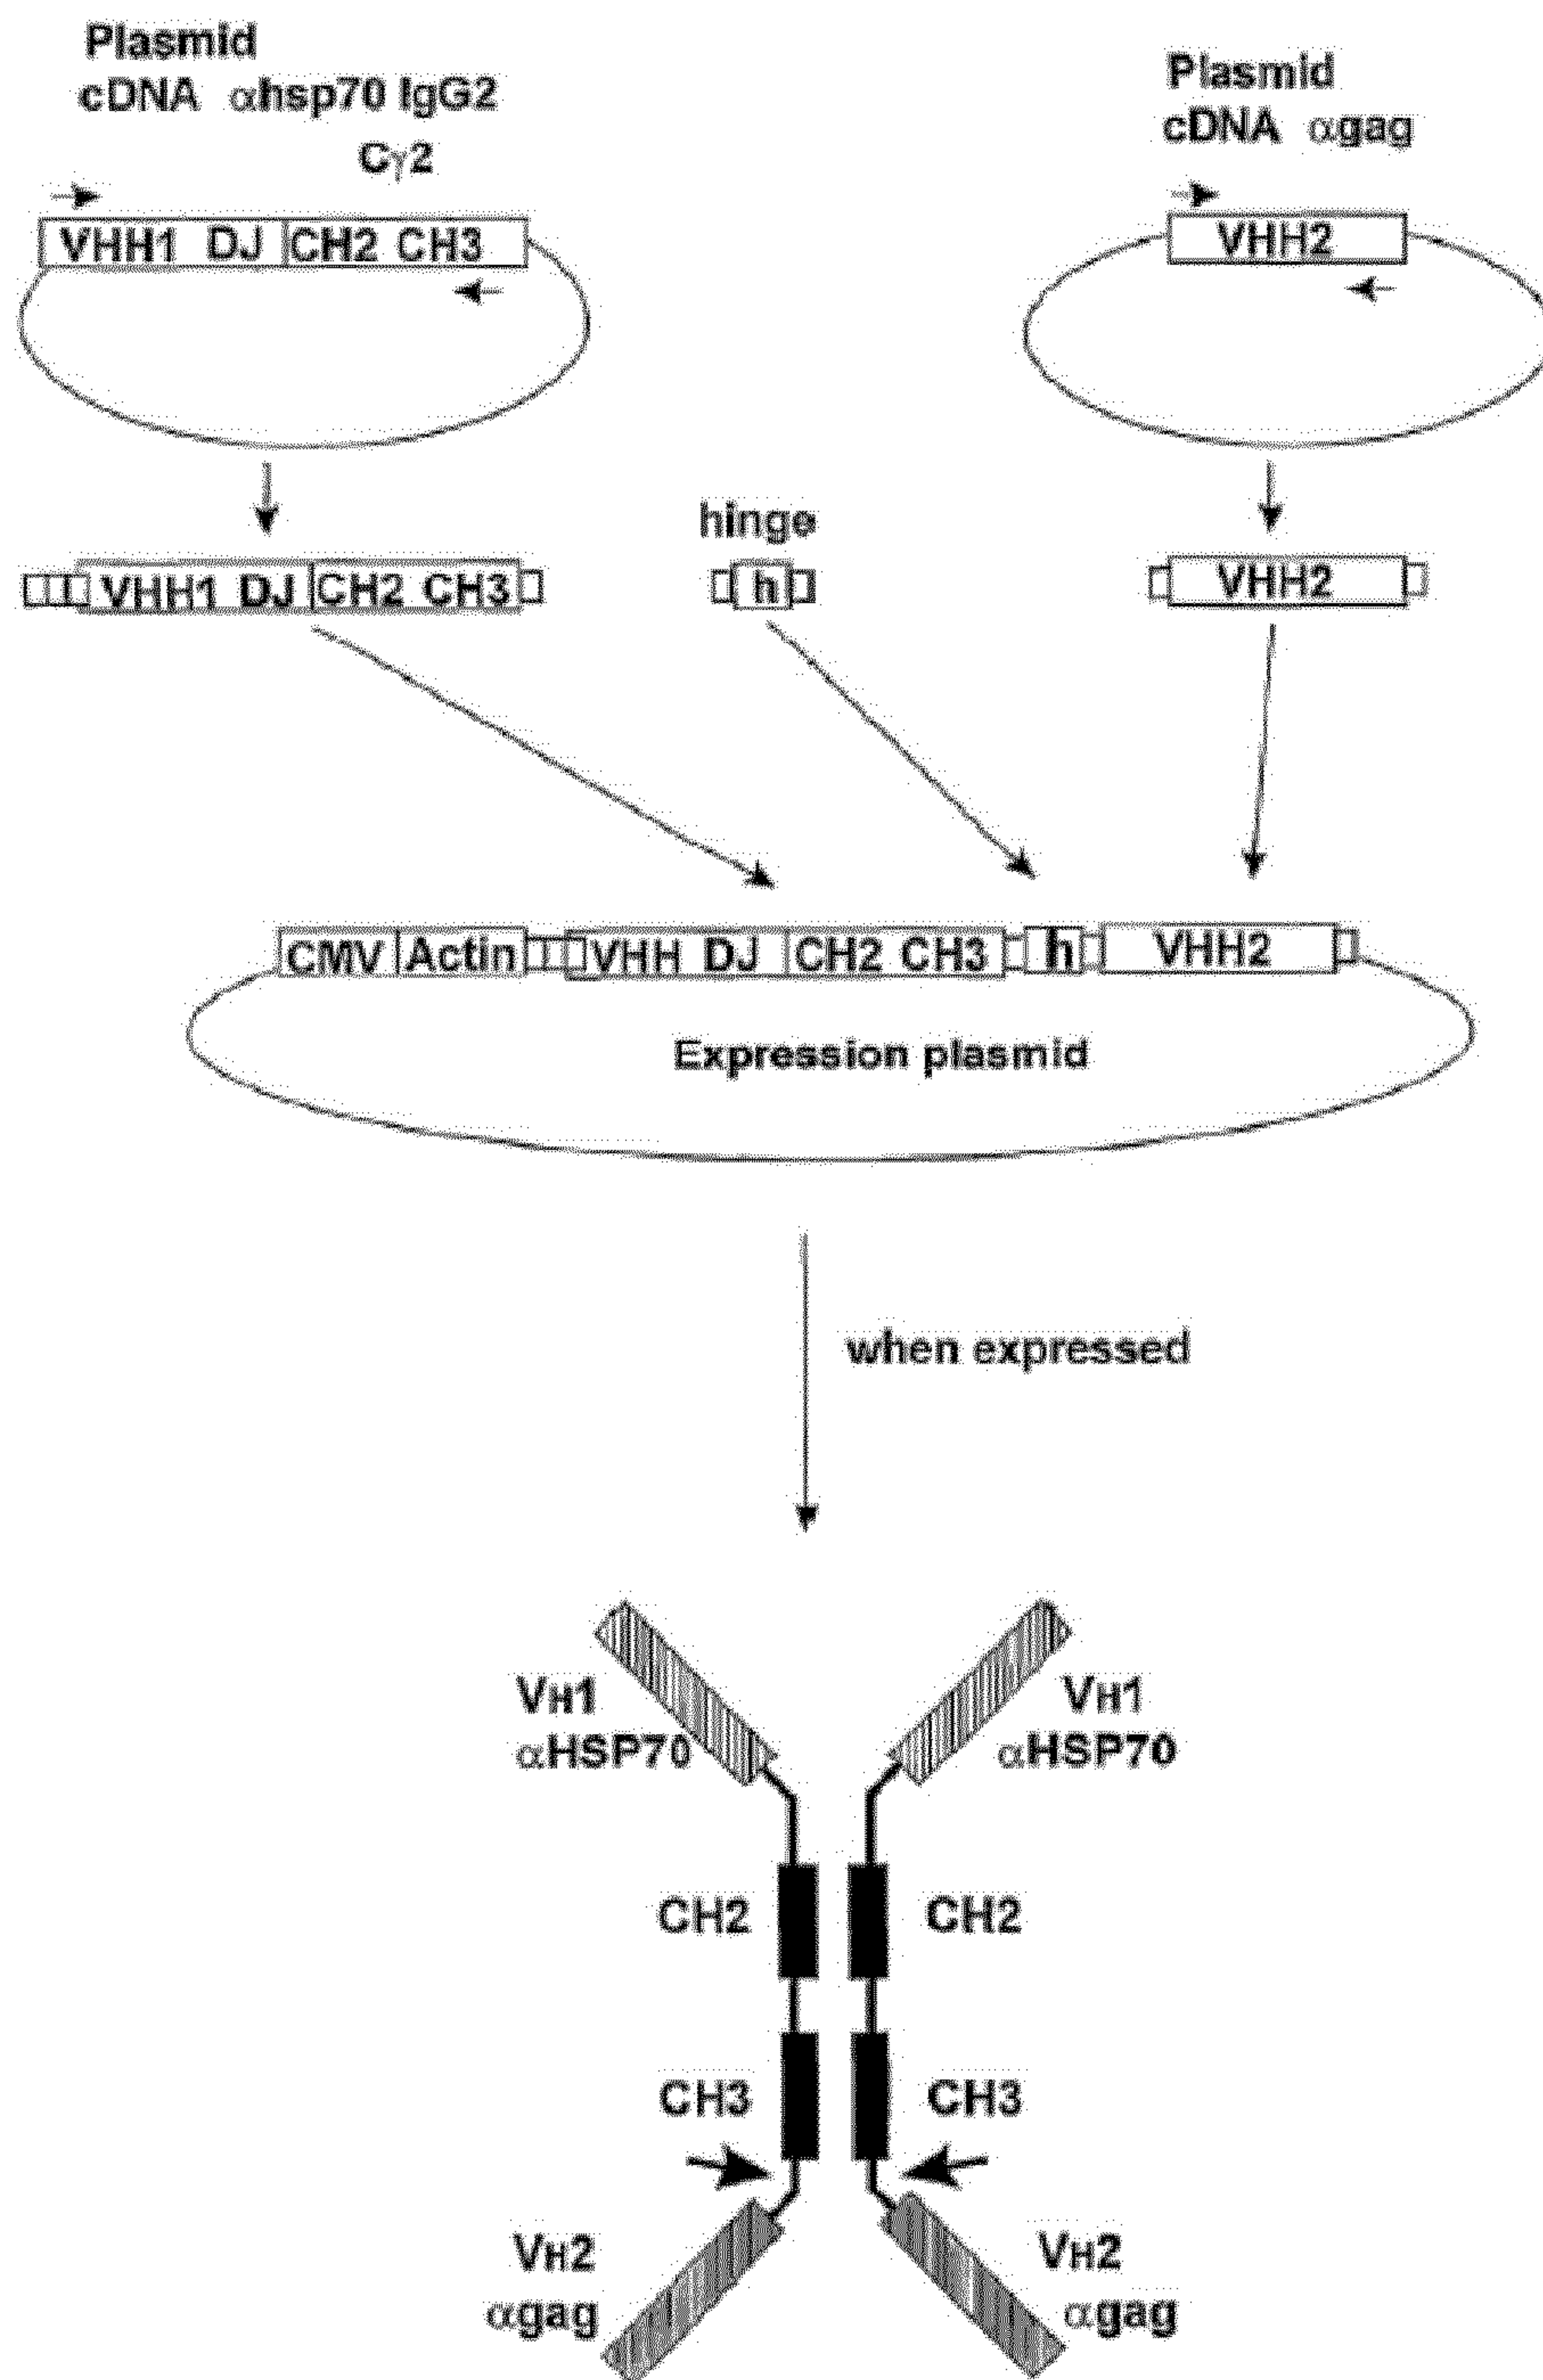 Plasmid
cDNA αhsp70 IgG2
Cγ2
VHH1 DJ CH2 CH3
Plasmid
cDNA αgag
VHH2
VHH1 DJ CH2 CH3
hinge
h
VHH2
CMV Actin VHH DJ CH2 CH3 h VHH2
Expression plasmid
when expressed
VH1
αHSP70
VH1
αHSP70
CH2
CH2
CH3
CH3
VH2
αgag
VH2
αgag